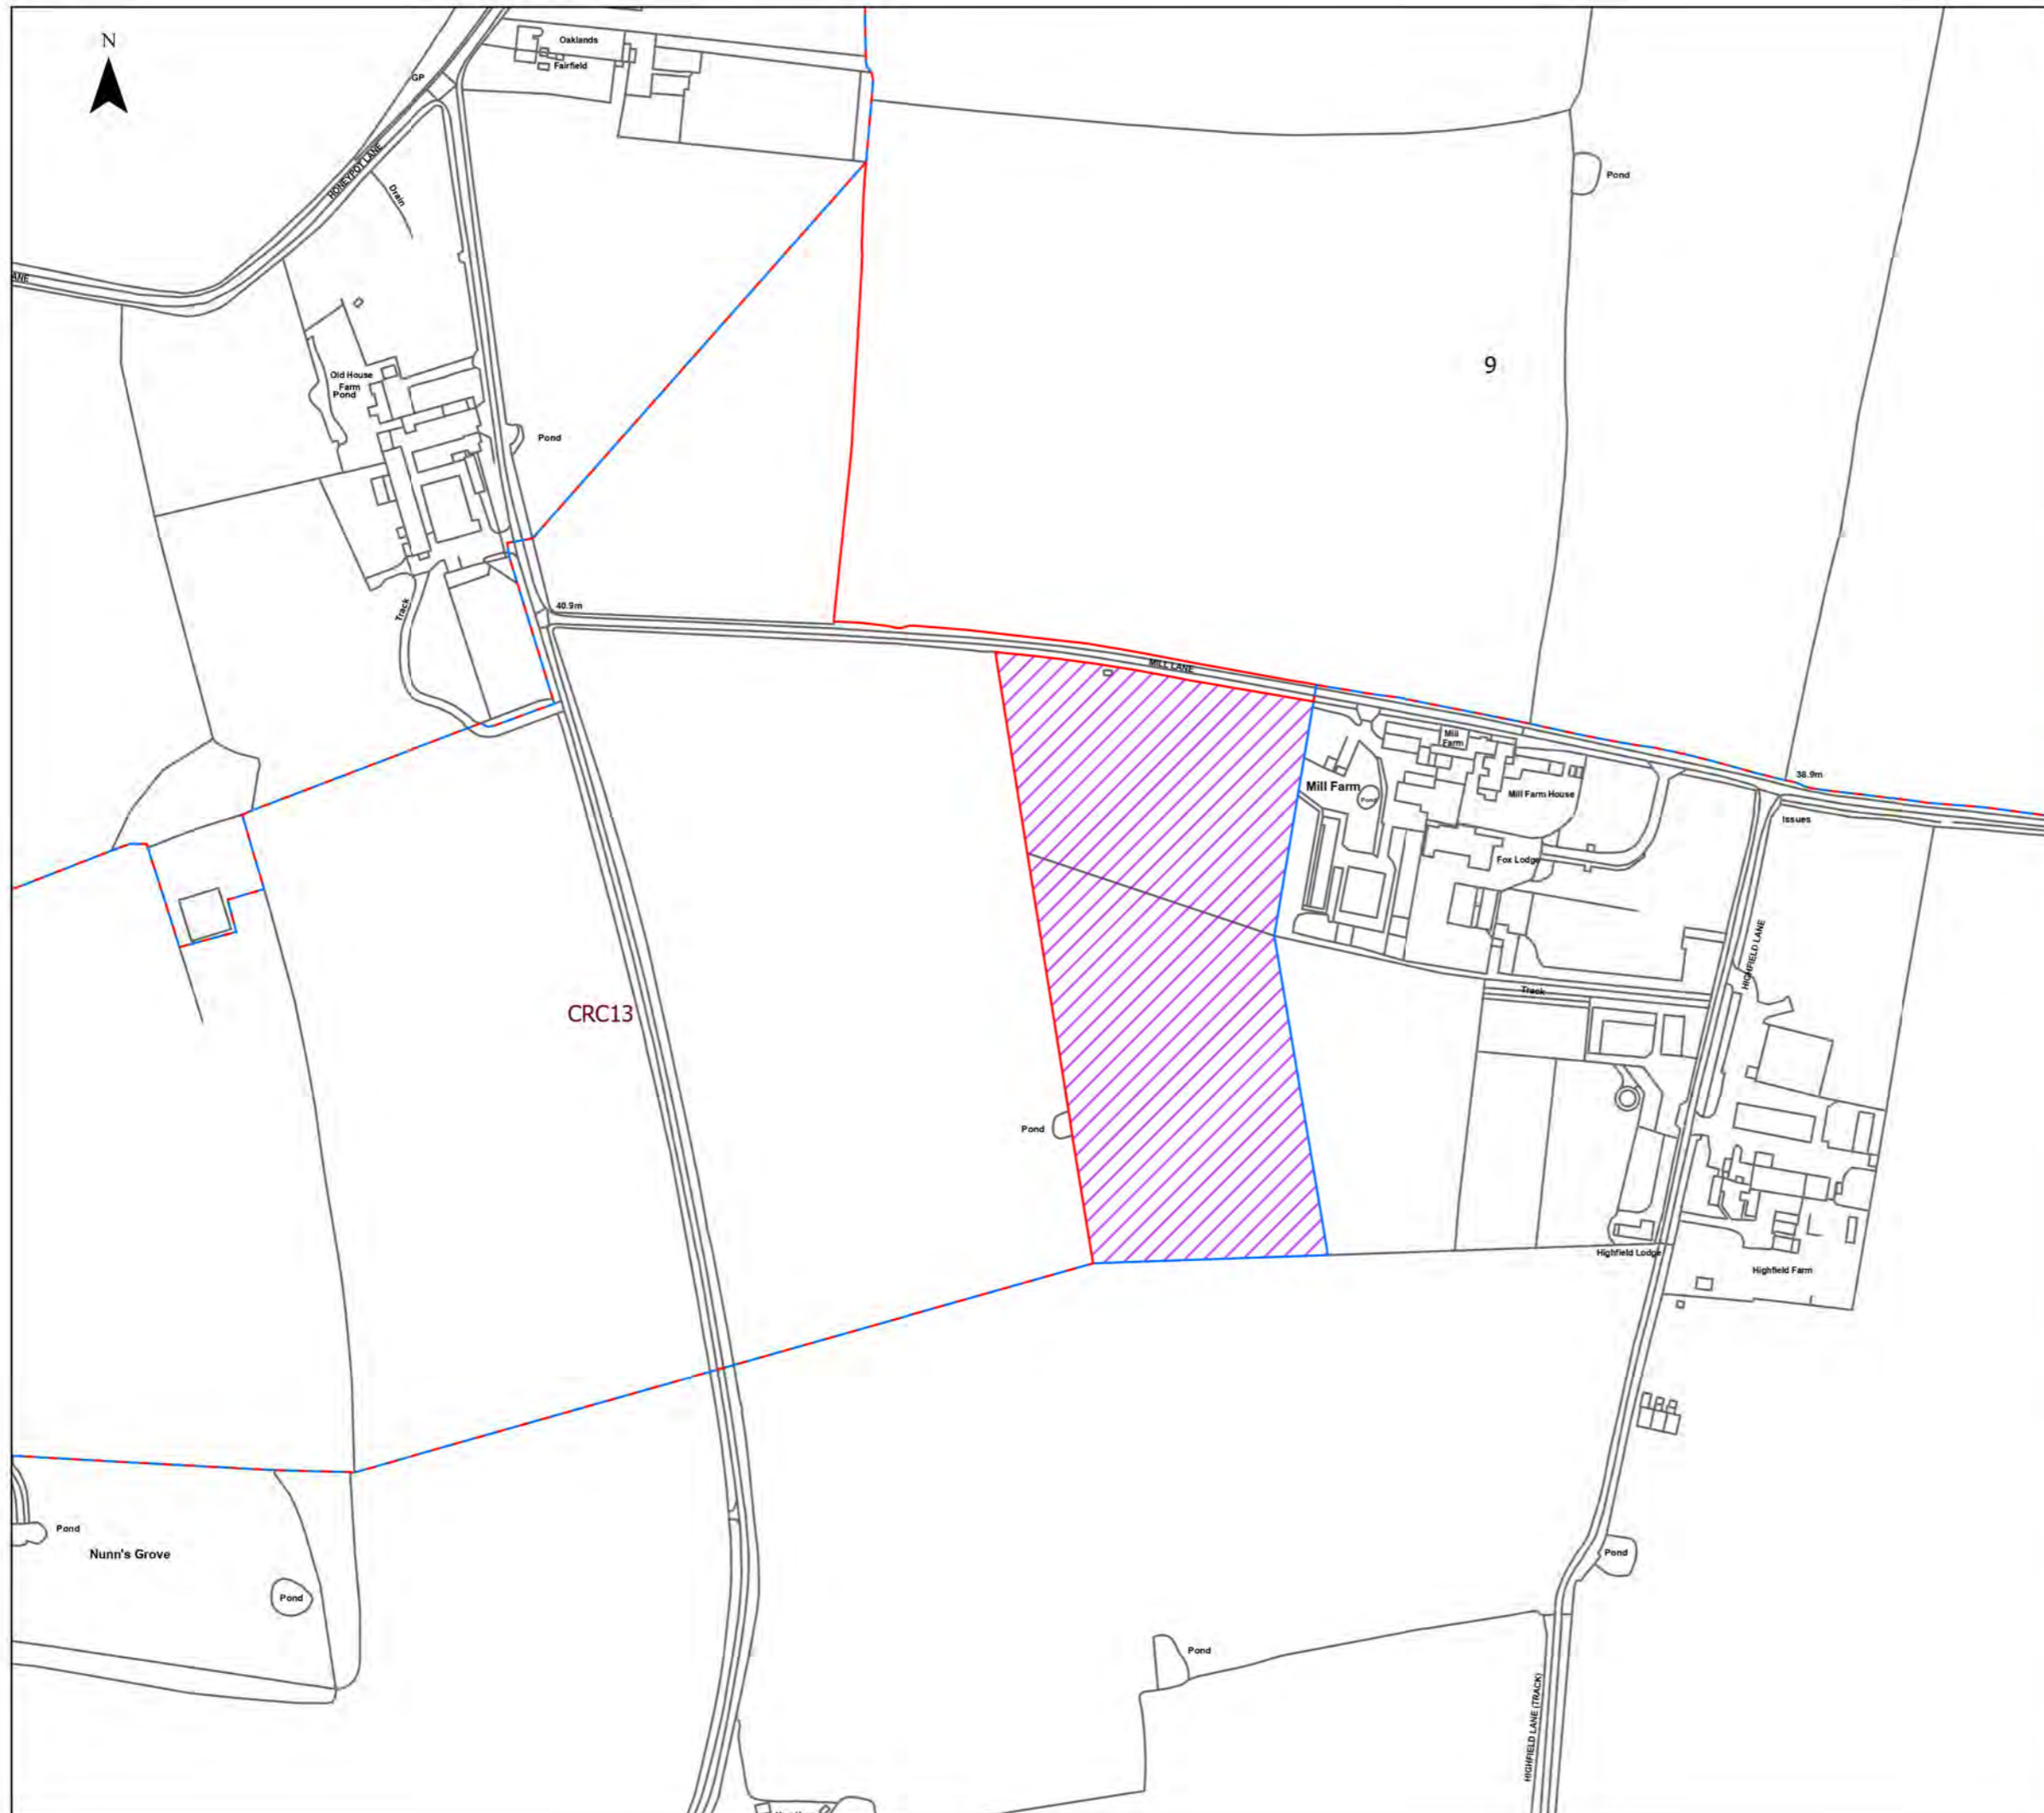 N
Oaklands
Fairfield
GP
HONEYPOT LANE
Drain
Pond
ANE
9
Old House
Farm
Pond
Pond
Track
40.9m
MILL LANE
Mill
Farm
Mill Farm
Pond
Mill Farm House
38.9m
Issues
Fox Lodge
HIGHFIELD LANE
Track
CRC13
Pond
Highfield Lodge
Highfield Farm
Pond
Nunn's Grove
Pond
Pond
Pond
HIGHFIELD LANE (TRACK)